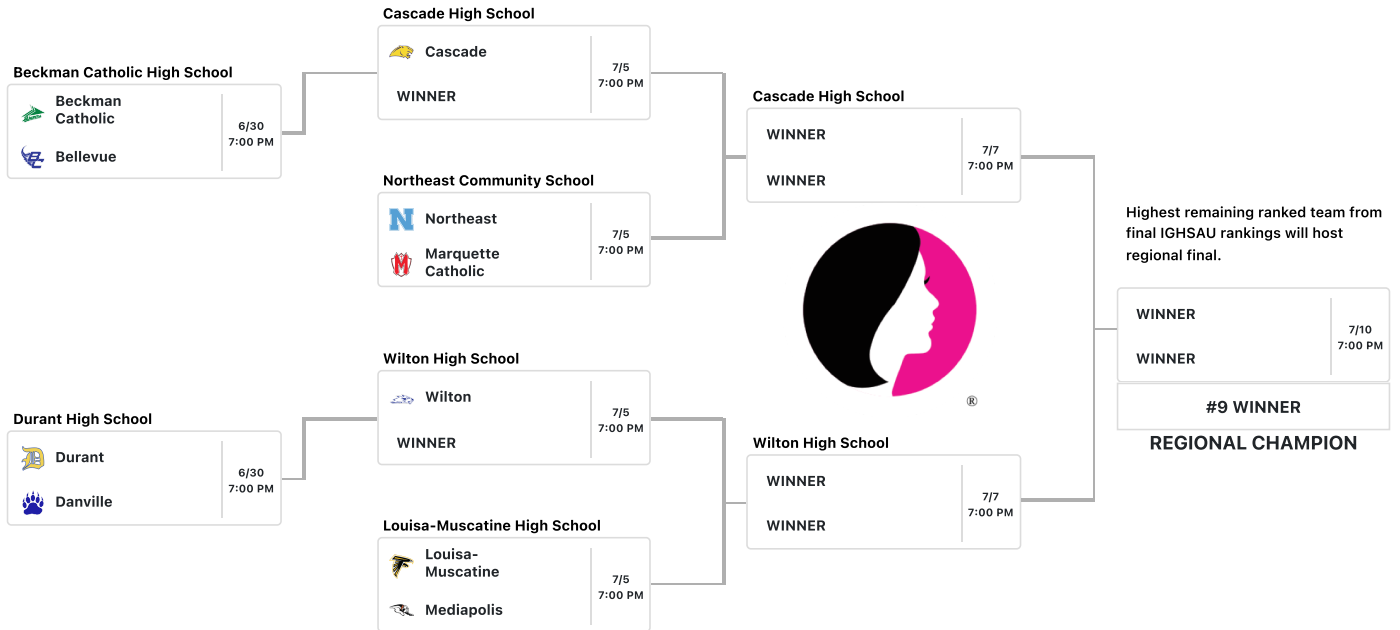 Cascade High School
Cascade
7/5
7:00 PM
WINNER
Beckman Catholic High School
Beckman
Catholic
6/30
7:00 PM
Bellevue
Cascade High School
WINNER
7/7
7:00 PM
WINNER
Northeast Community School
N Northeast
7/5
7:00 PM
M Marquette
Catholic
Highest remaining ranked team from
final IGHSAU rankings will host
regional final.
WINNER
7/10
7:00 PM
WINNER
#9 WINNER
REGIONAL CHAMPION
®
Wilton High School
Wilton
7/5
7:00 PM
WINNER
Durant High School
D Durant
6/30
7:00 PM
Danville
Wilton High School
WINNER
7/7
7:00 PM
WINNER
Louisa-Muscatine High School
Louisa-
Muscatine
7/5
7:00 PM
Mediapolis